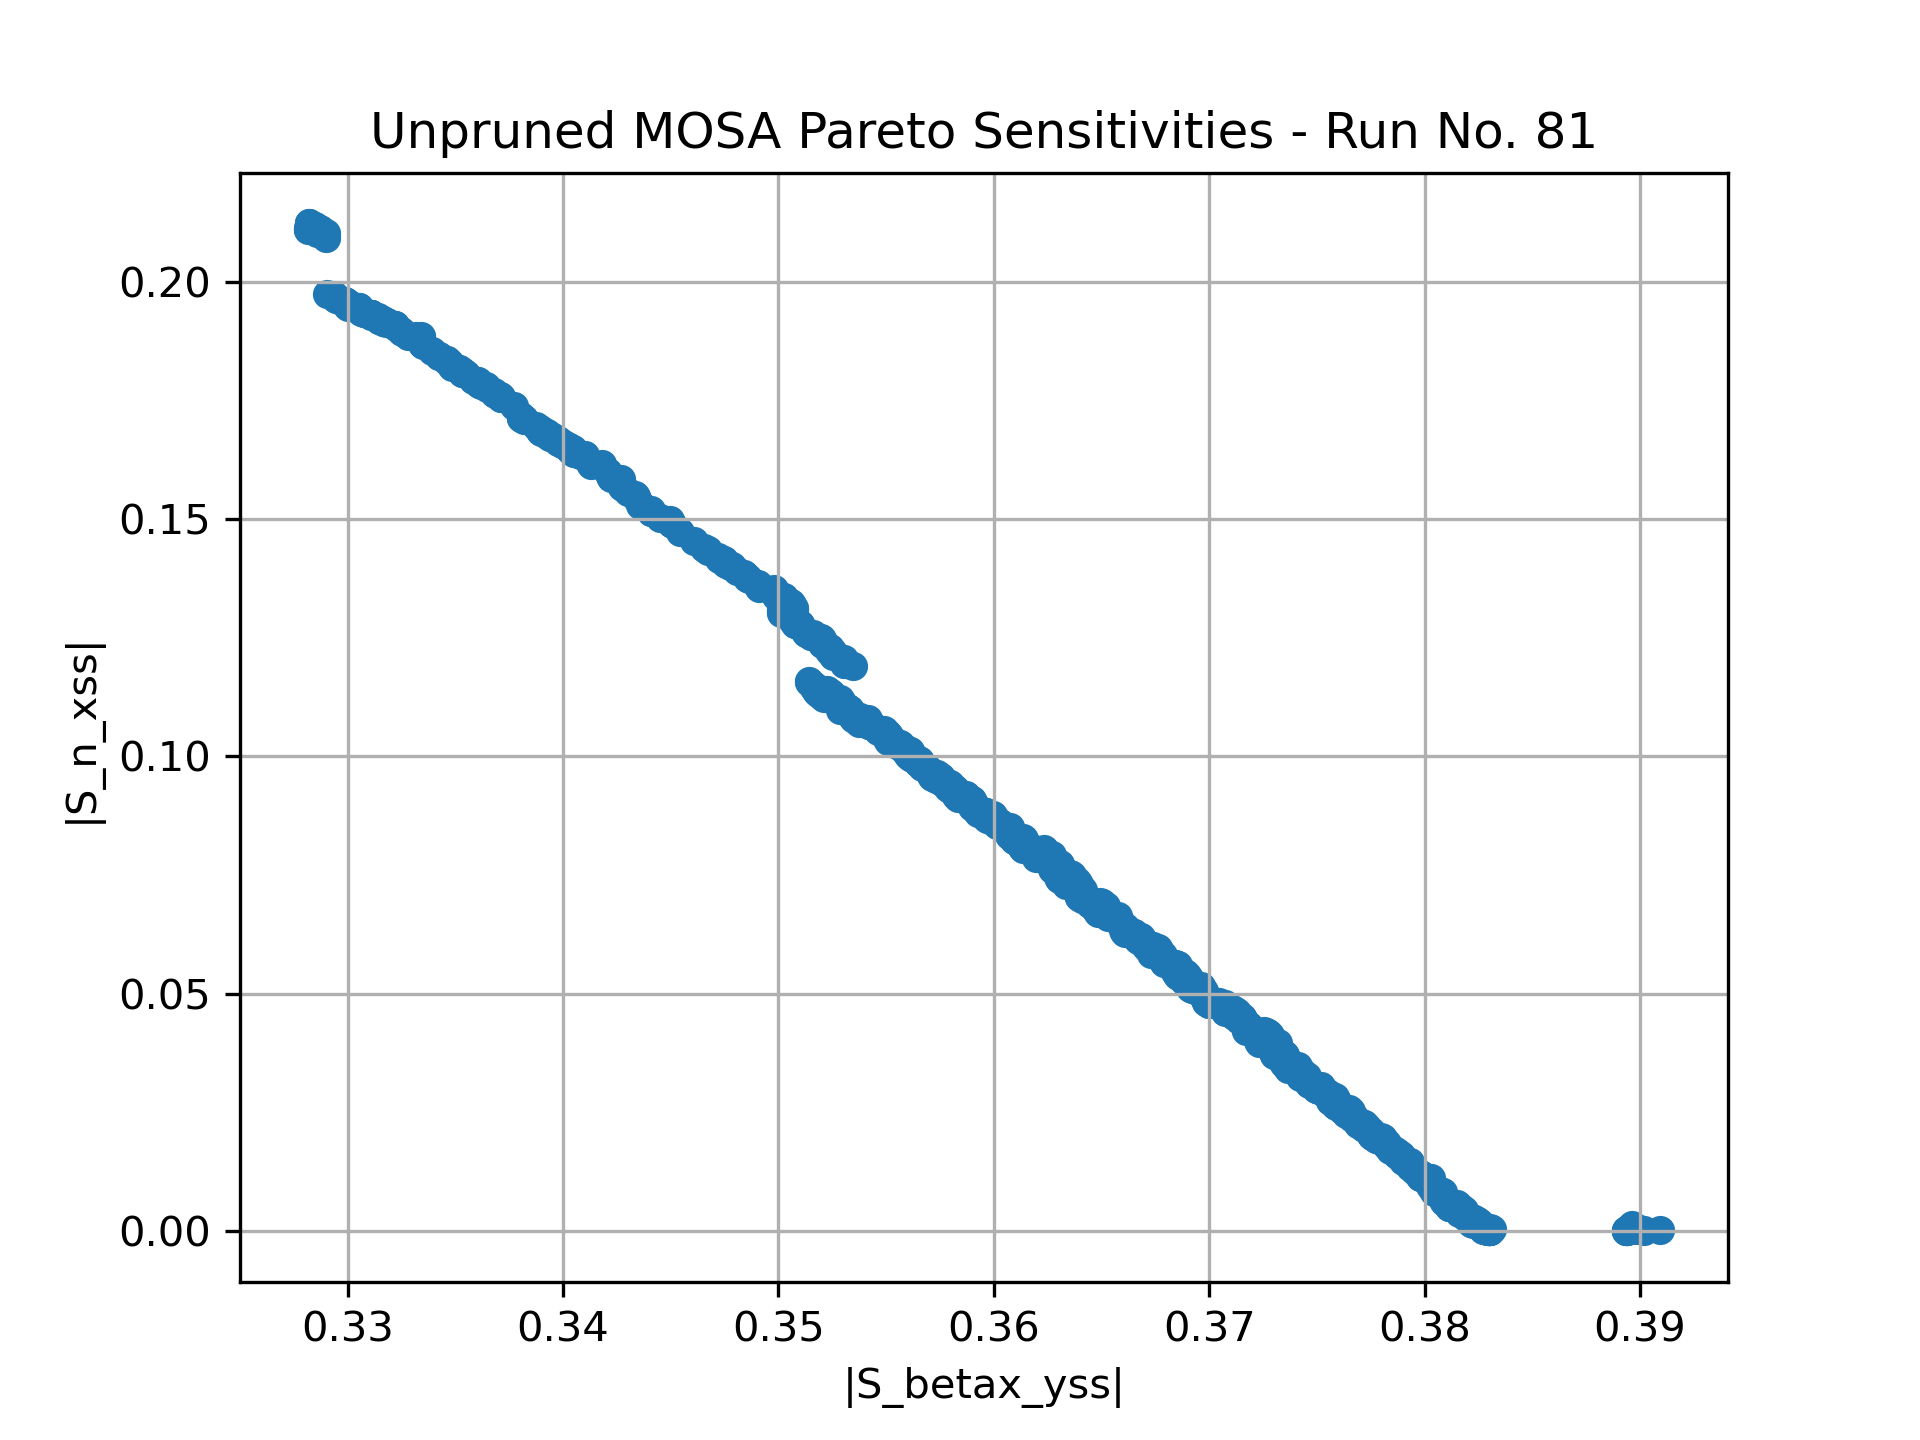 Unpruned MOSA Pareto Sensitivities - Run No. 81
|S_n_xss|
0.20
0.15
0.10
0.05
0.00
0.33 0.34 0.35 0.36 0.37 0.38 0.39
|S_betax_yss|